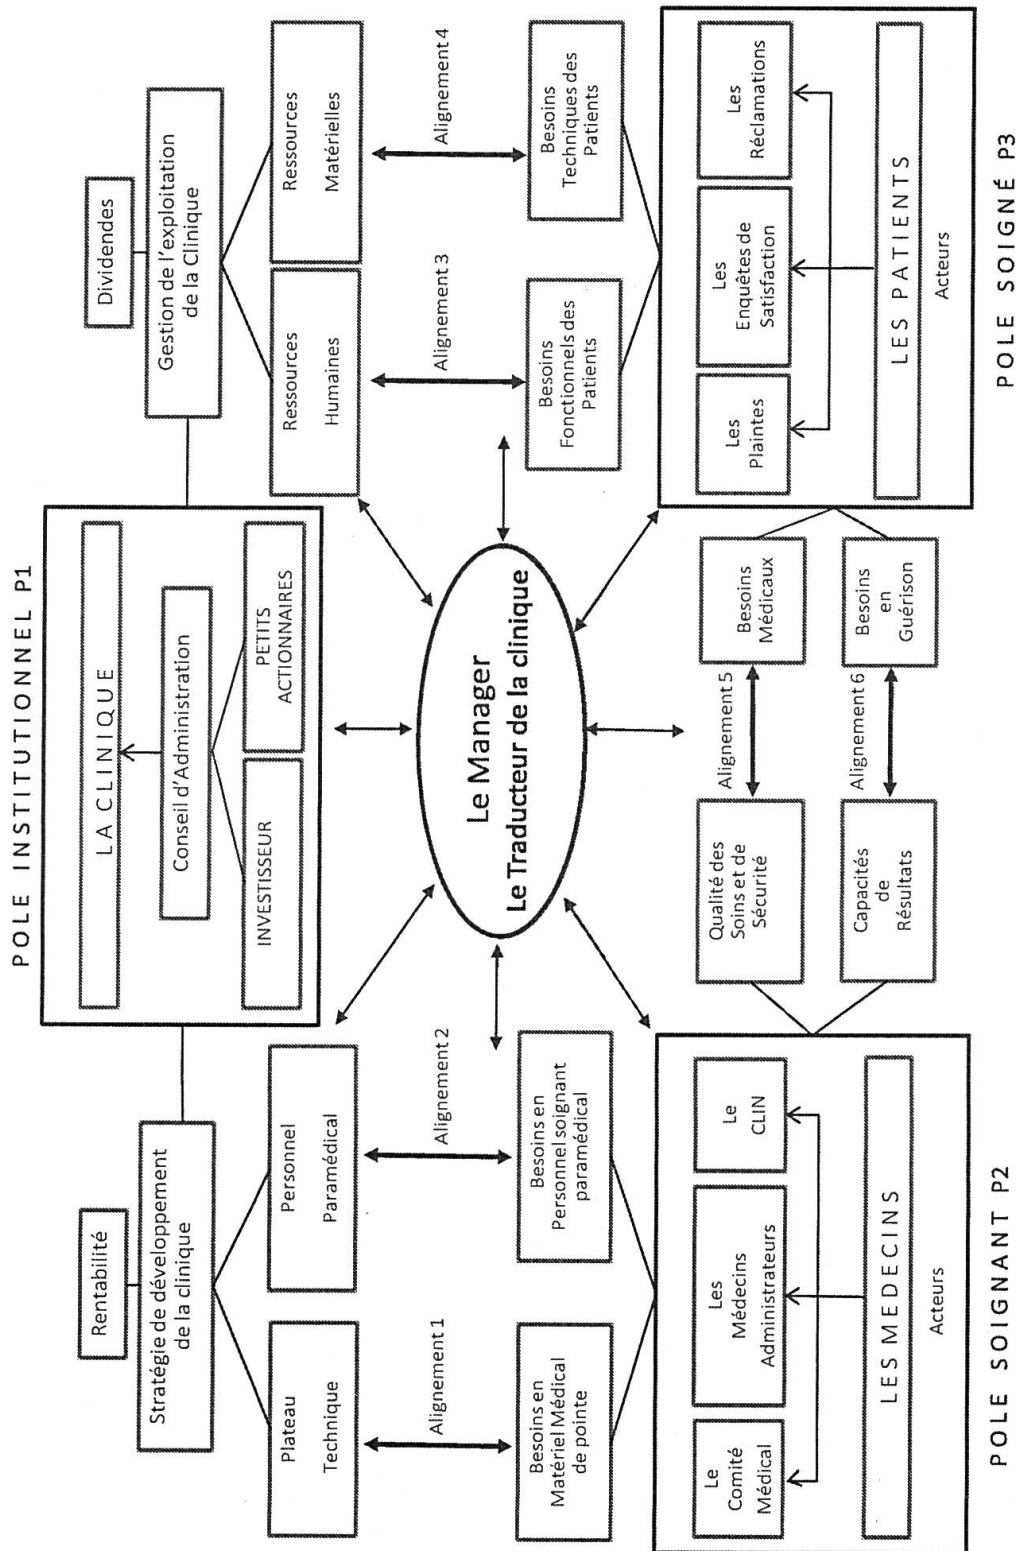 POLE INSTITUTIONNEL P1
Rentabilité
Stratégie de développement
de la clinique
LA CLINIQUE
Conseil d'Administration
INVESTISSEUR
PETITS
ACTIONNAIRES
Dividendes
Gestion de l'exploitation
de la Clinique
Plateau
Technique
Personnel
Paramédical
Ressources
Humaines
Ressources
Matérielles
Alignement 1
Alignement 2
Alignement 3
Alignement 4
Le Manager
Le Traducteur de la clinique
Besoins en
Matériel Médical
de pointe
Besoins en
Personnel soignant
paramédical
Besoins
Fonctionnels des
Patients
Besoins
Techniques des
Patients
Le
Comité
Médical
Les
Médecins
Administrateurs
Le
CLIN
LES MEDECINS
Acteurs
Qualité des
Soins et de
Sécurité
Alignement 5
Besoins
Médicaux
Capacités
de
Résultats
Alignement 6
Besoins
en
Guérison
Les
Plaintes
Les
Enquêtes de
Satisfaction
Les
Réclamations
LES PATIENTS
Acteurs
POLE SOIGNANT P2
POLE SOIGNÉ P3